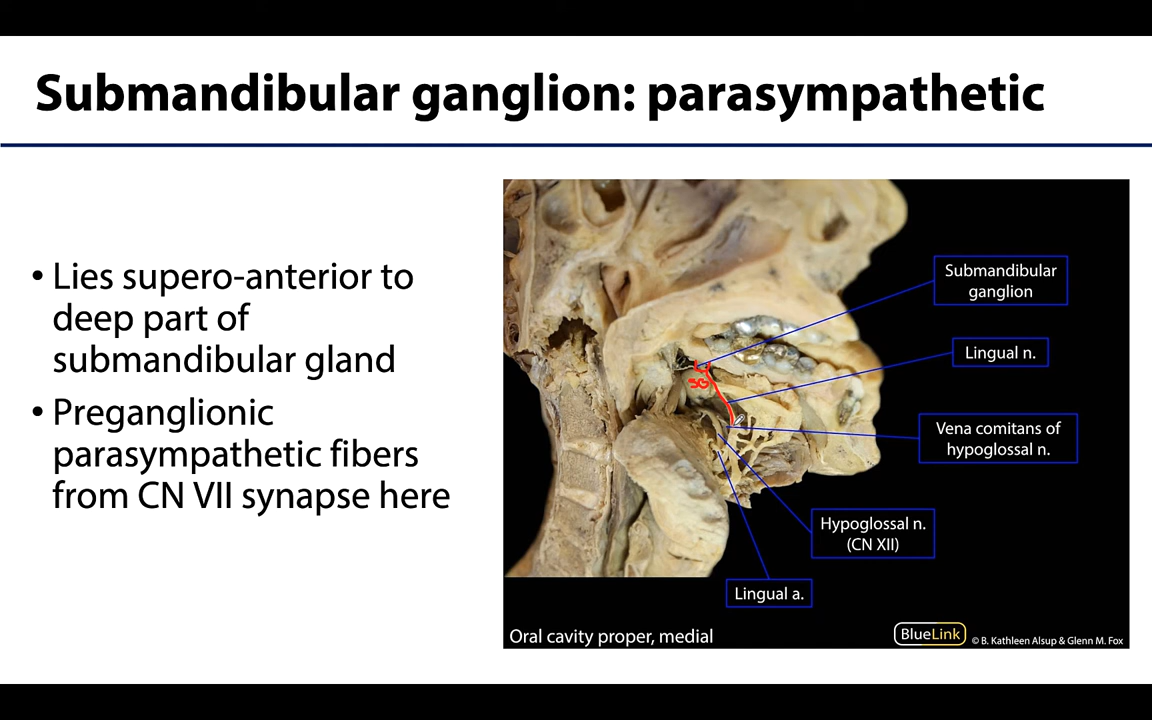 Submandibular ganglion: parasympathetic
• Lies supero-anterior to
deep part of
submandibular gland
• Preganglionic
parasympathetic fibers
from CN VII synapse here
Submandibular
ganglion
Lingual n.
SG
Vena comitans of
hypoglossal n.
Hypoglossal n.
(CN XII)
Lingual a.
Oral cavity proper, medial
BlueLink
© B. Kathleen Alsup & Glenn M. Fox